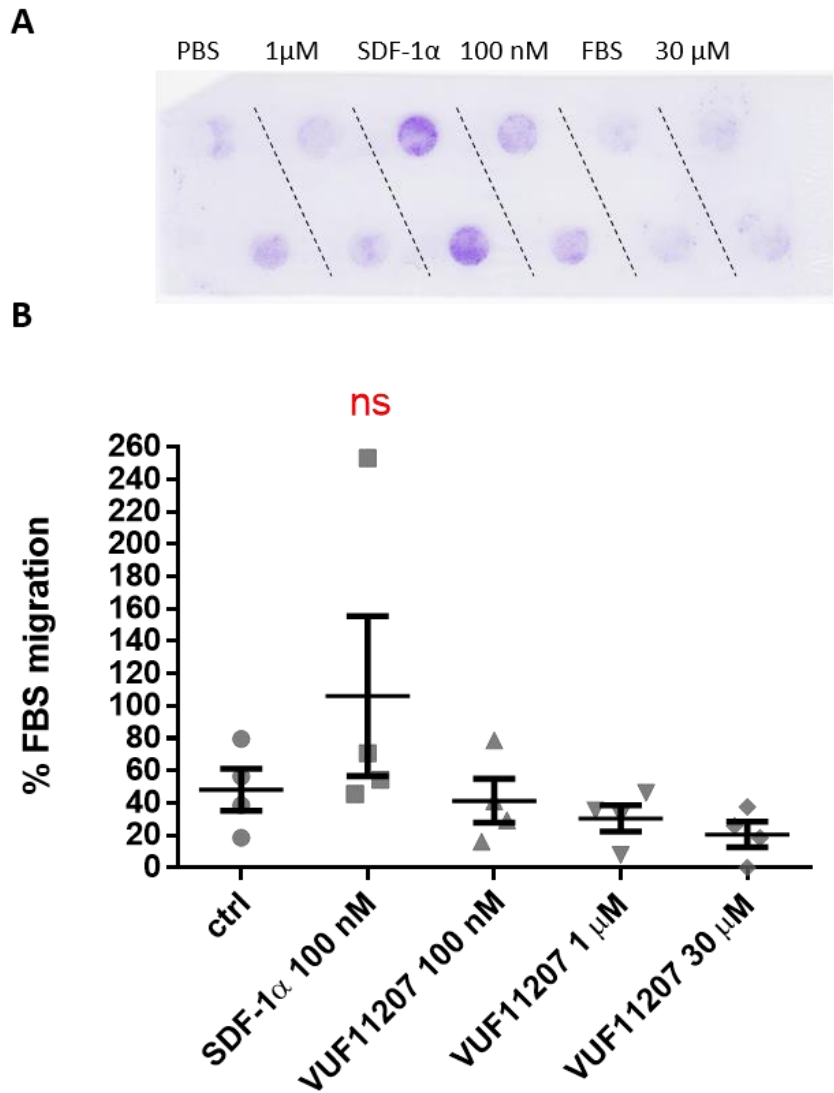 A
PBS 1μM SDF-1α 100 nM FBS 30 μM
B
ns
260
240
220
200
180
160
140
120
100
80
60
40
20
0
% FBS migration
ctrl
SDF-1α 100 nM
VUF11207 100 nM
VUF11207 1 μM
VUF11207 30 μM